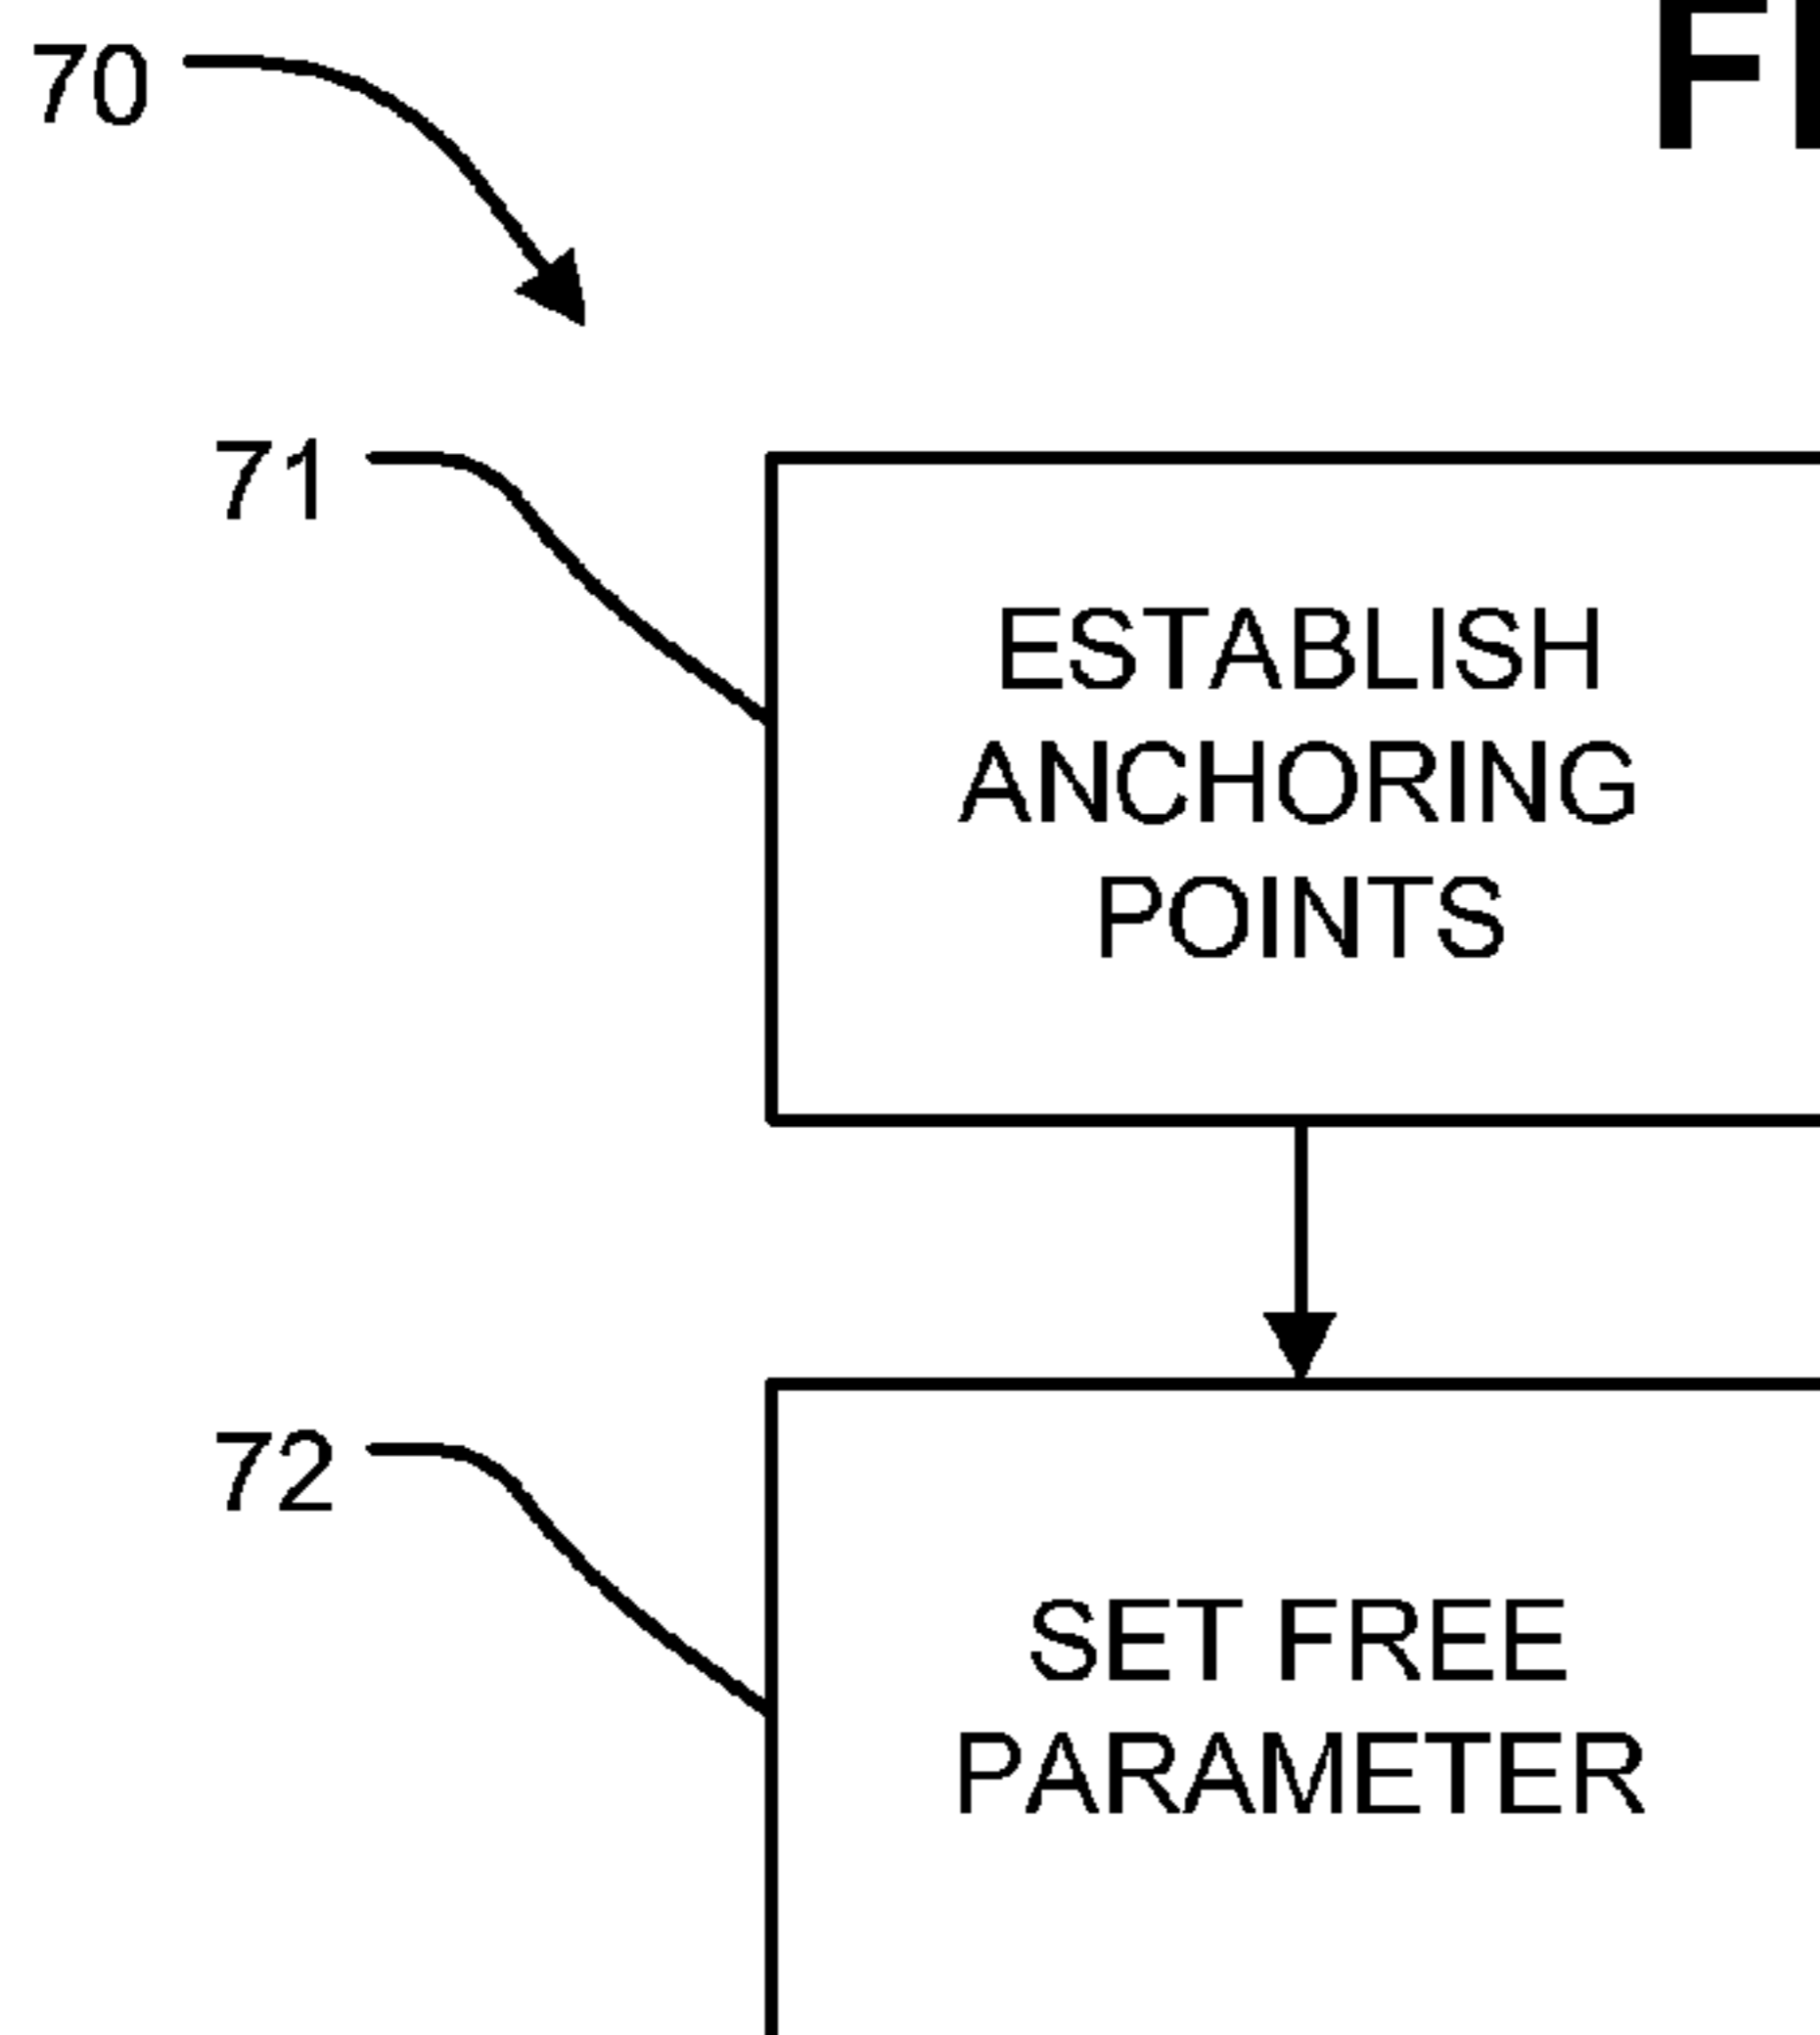 70
71
ESTABLISH
ANCHORING
POINTS
72
SET FREE
PARAMETER